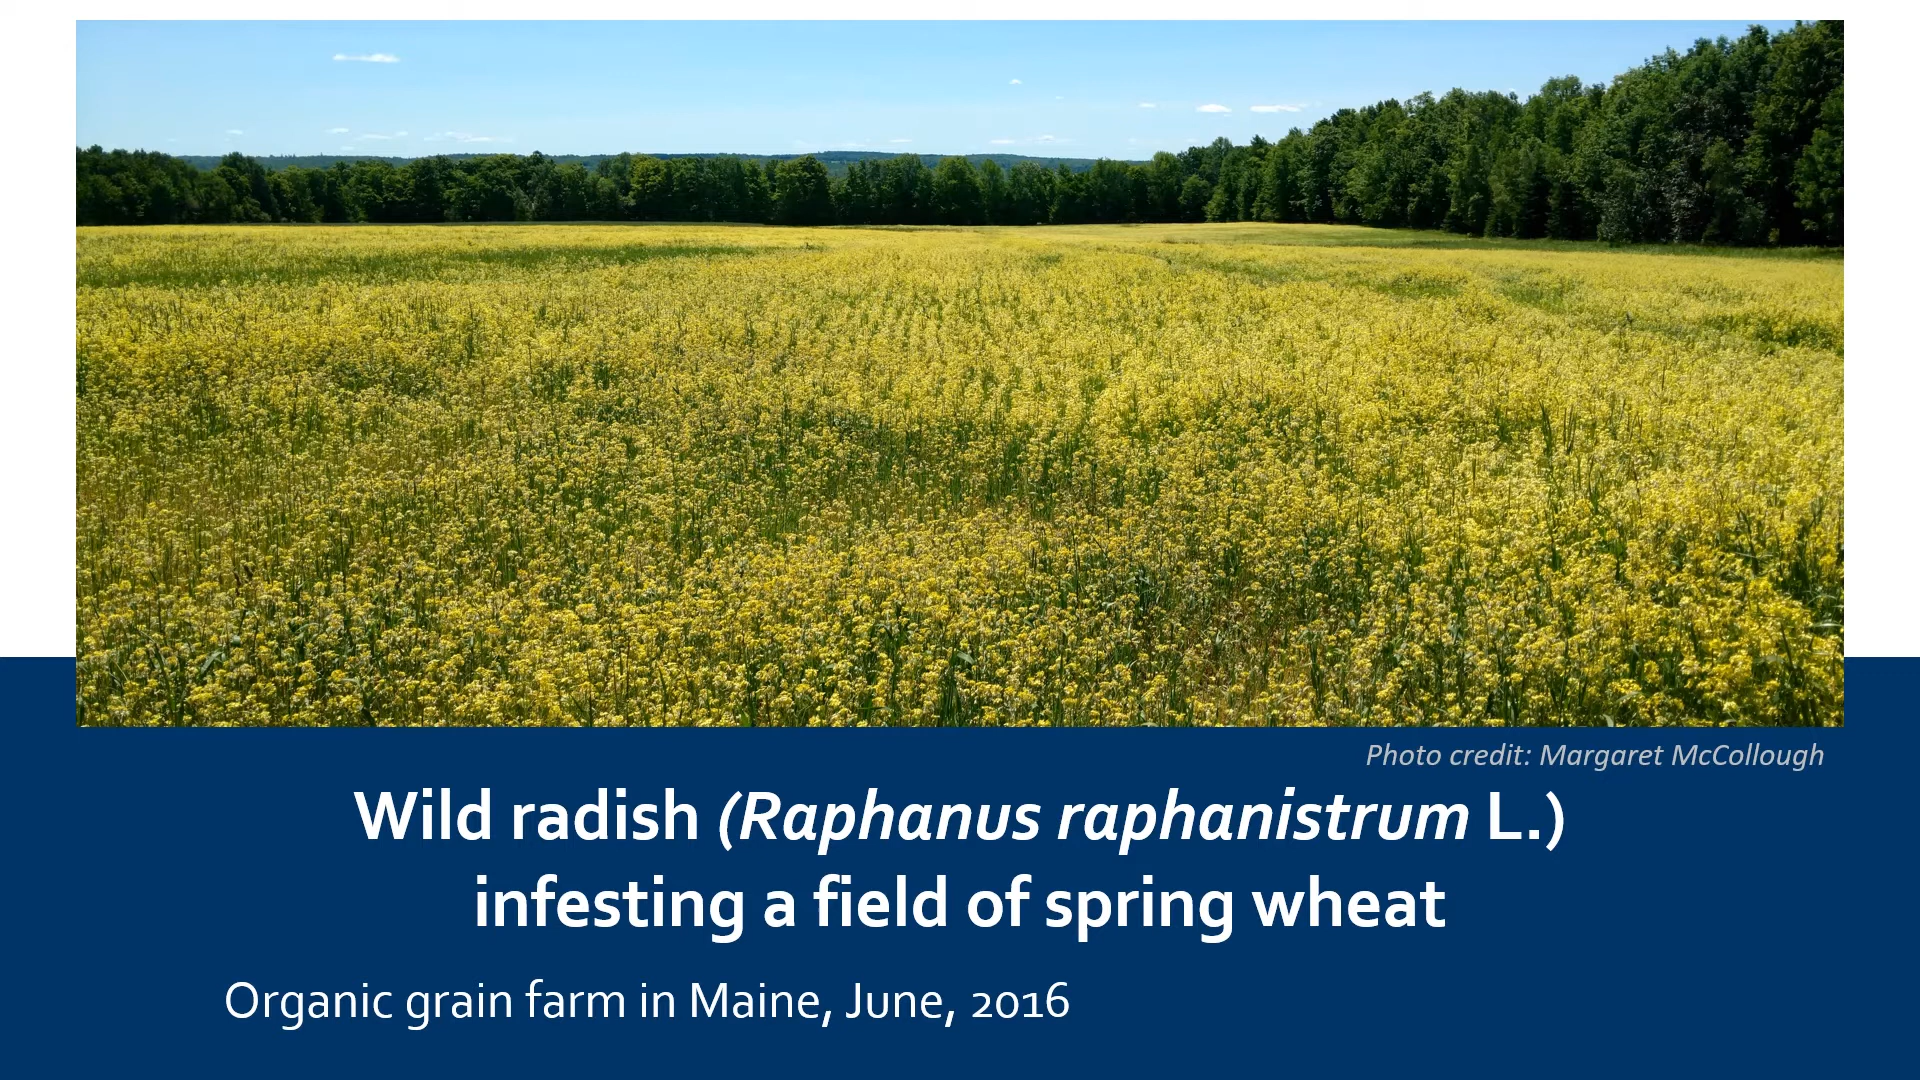 Photo credit: Margaret McCollough
Wild radish (Raphanus raphanistrum L.)
infesting a field of spring wheat
Organic grain farm in Maine, June, 2016